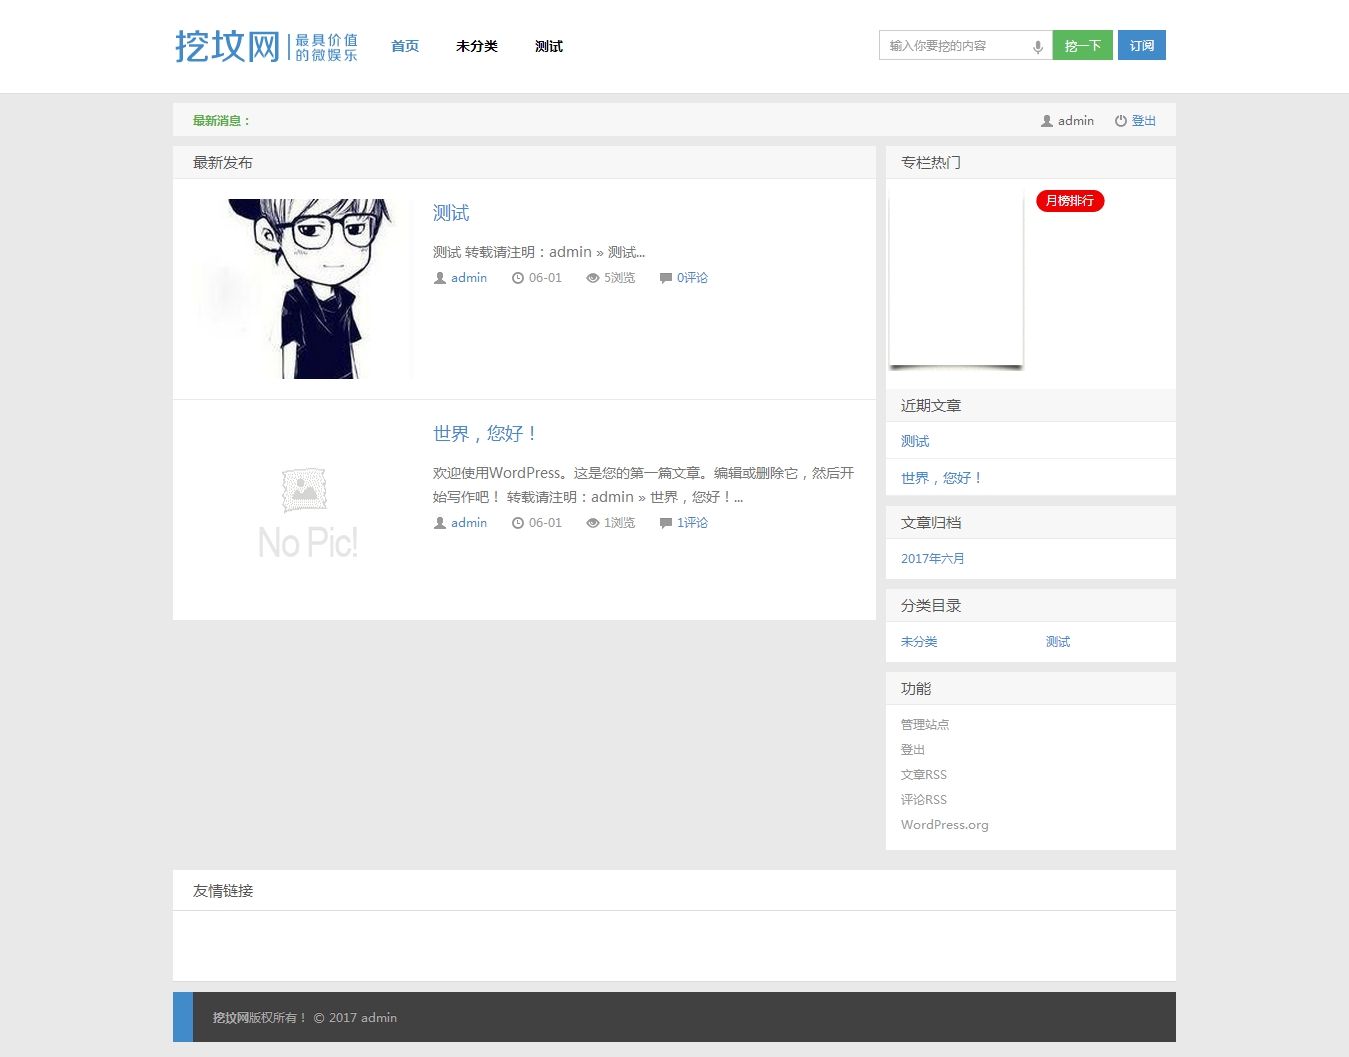 挖坟网
最具价值
的微娱乐
首页 未分类 测试
输入你要挖的内容 挖一下 订阅
最新消息：
admin 登出
最新发布
测试
测试 转载请注明：admin » 测试...
admin 06-01 5浏览 0评论
世界，您好！
欢迎使用WordPress。这是您的第一篇文章。编辑或删除它，然后开
始写作吧！ 转载请注明：admin » 世界，您好！...
admin 06-01 1浏览 1评论
No Pic!
专栏热门
月榜排行
近期文章
测试
世界，您好！
文章归档
2017年六月
分类目录
未分类 测试
功能
管理站点
登出
文章RSS
评论RSS
WordPress.org
友情链接
挖坟网版权所有！ © 2017 admin